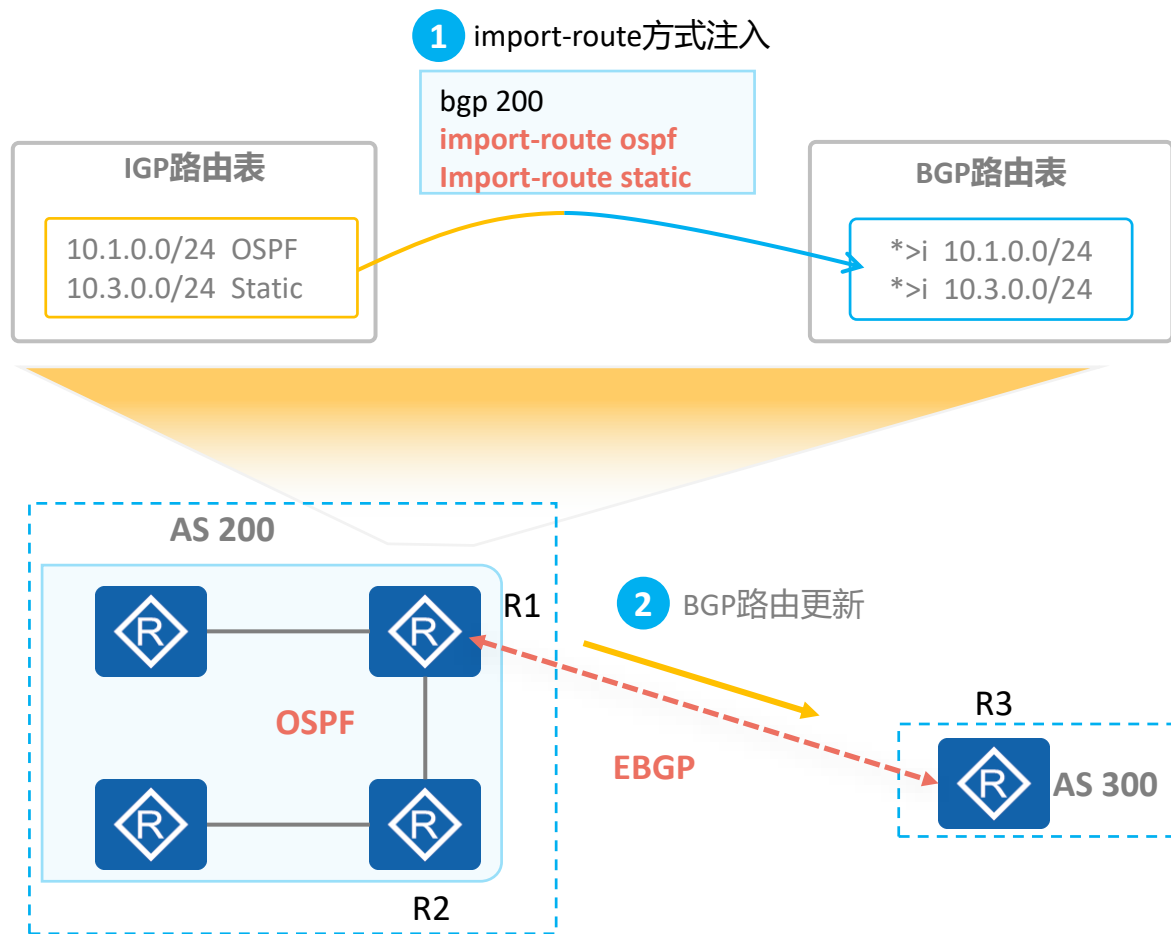 1 import-route方式注入
bgp 200
import-route ospf
Import-route static
IGP路由表
10.1.0.0/24 OSPF
10.3.0.0/24 Static
BGP路由表
*>i 10.1.0.0/24
*>i 10.3.0.0/24
AS 200
R
R
R1
2 BGP路由更新
OSPF
EBGP
R3
R
AS 300
R
R
R2